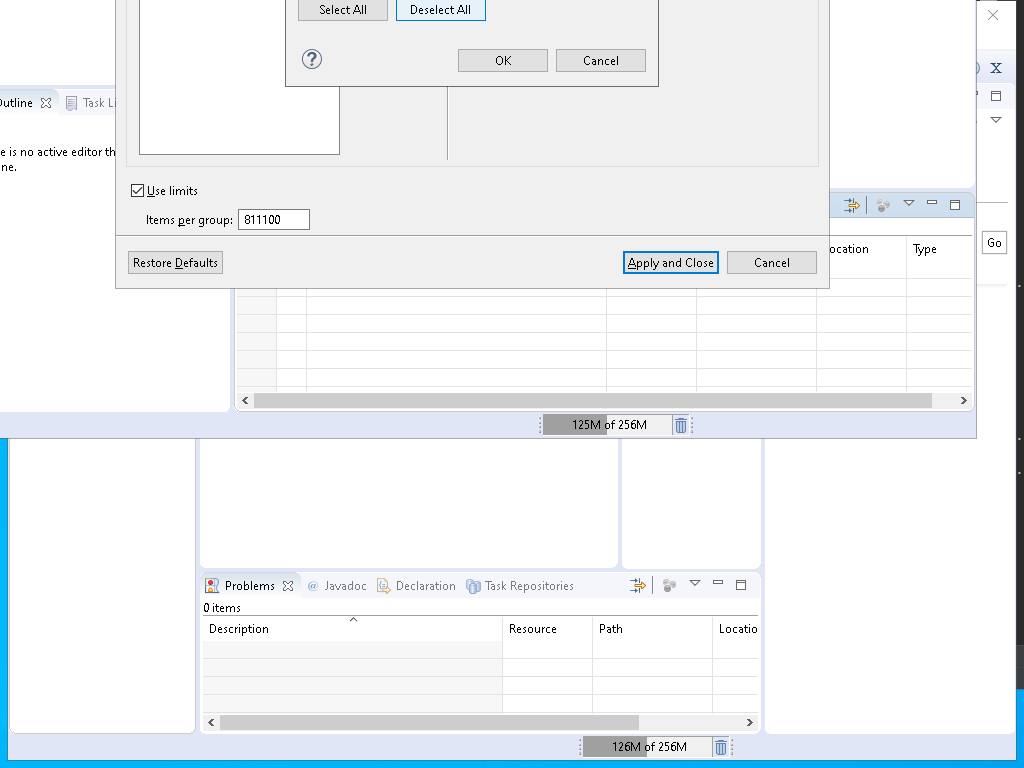 Select All
Deselect All
?
OK
Cancel
X
Outline
Task Li
e is no active editor th
ne.
Use limits
Items per group:
811100
Go
ocation
Type
Restore Defaults
Apply and Close
Cancel
125M of 256M
Problems
@ Javadoc
Declaration
Task Repositories
0 items
Description
Resource
Path
Locatio
126M of 256M